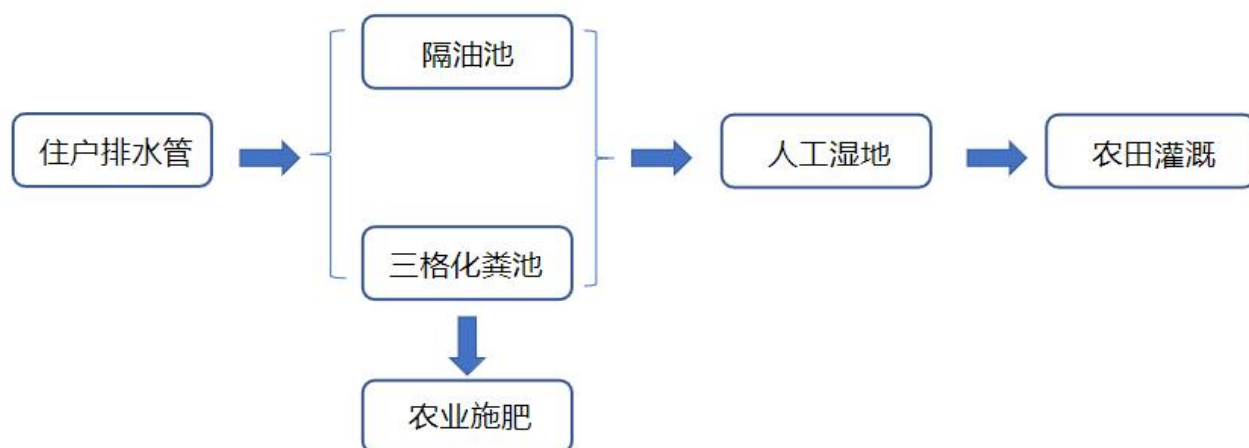 隔油池
住户排水管
人工湿地
农田灌溉
三格化粪池
农业施肥